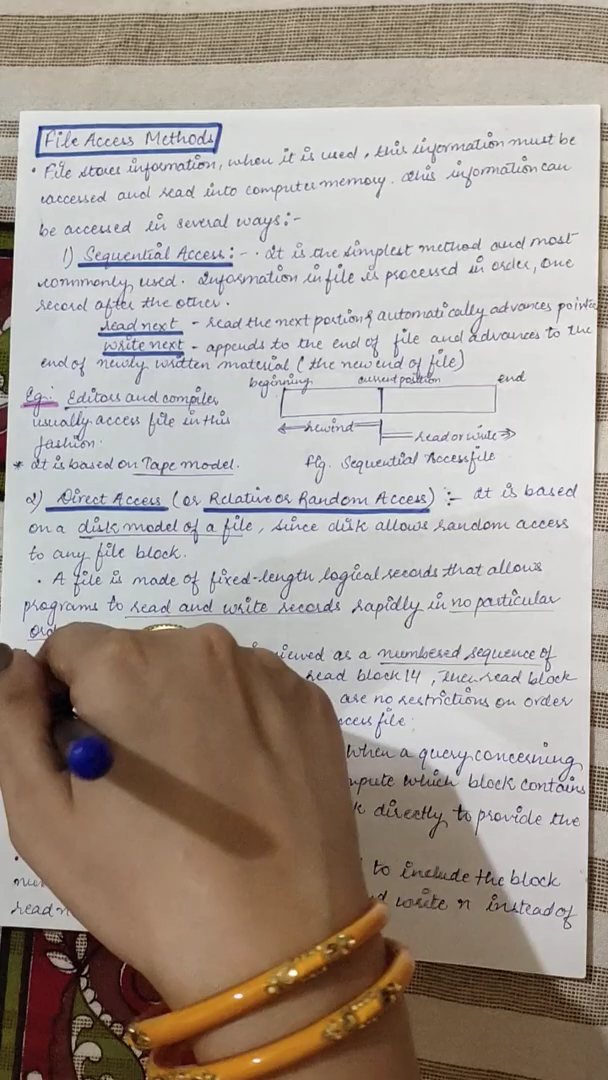 File Access Methods
• File stores information, when it is used, this information must be
accessed and read into computer memory. This information can
be accessed in several ways:-
1) Sequential Access:- • It is the simplest method and most
commonly used. Information in file is processed in order, one
record after the other.
read next - read the next portion & automatically advances pointer
write next - appends to the end of file and advances to the
end of newly written material (the new end of file)
beginning current position end
Eg:- Editors and compiler
usually access file in this
fashion.
← rewind
read or write →
* It is based on Tape model.
Fig. Sequential Access file
2) Direct Access (or Relative or Random Access) :- It is based
on a disk model of a file, since disk allows random access
to any file block.
• A file is made of fixed-length logical records that allows
programs to read and write records rapidly in no particular
viewed as a numbered sequence of
read block 14, then read block
are no restrictions on order
file.
When a query concerning
which block contains
directly to provide the
to include the block
write n instead of